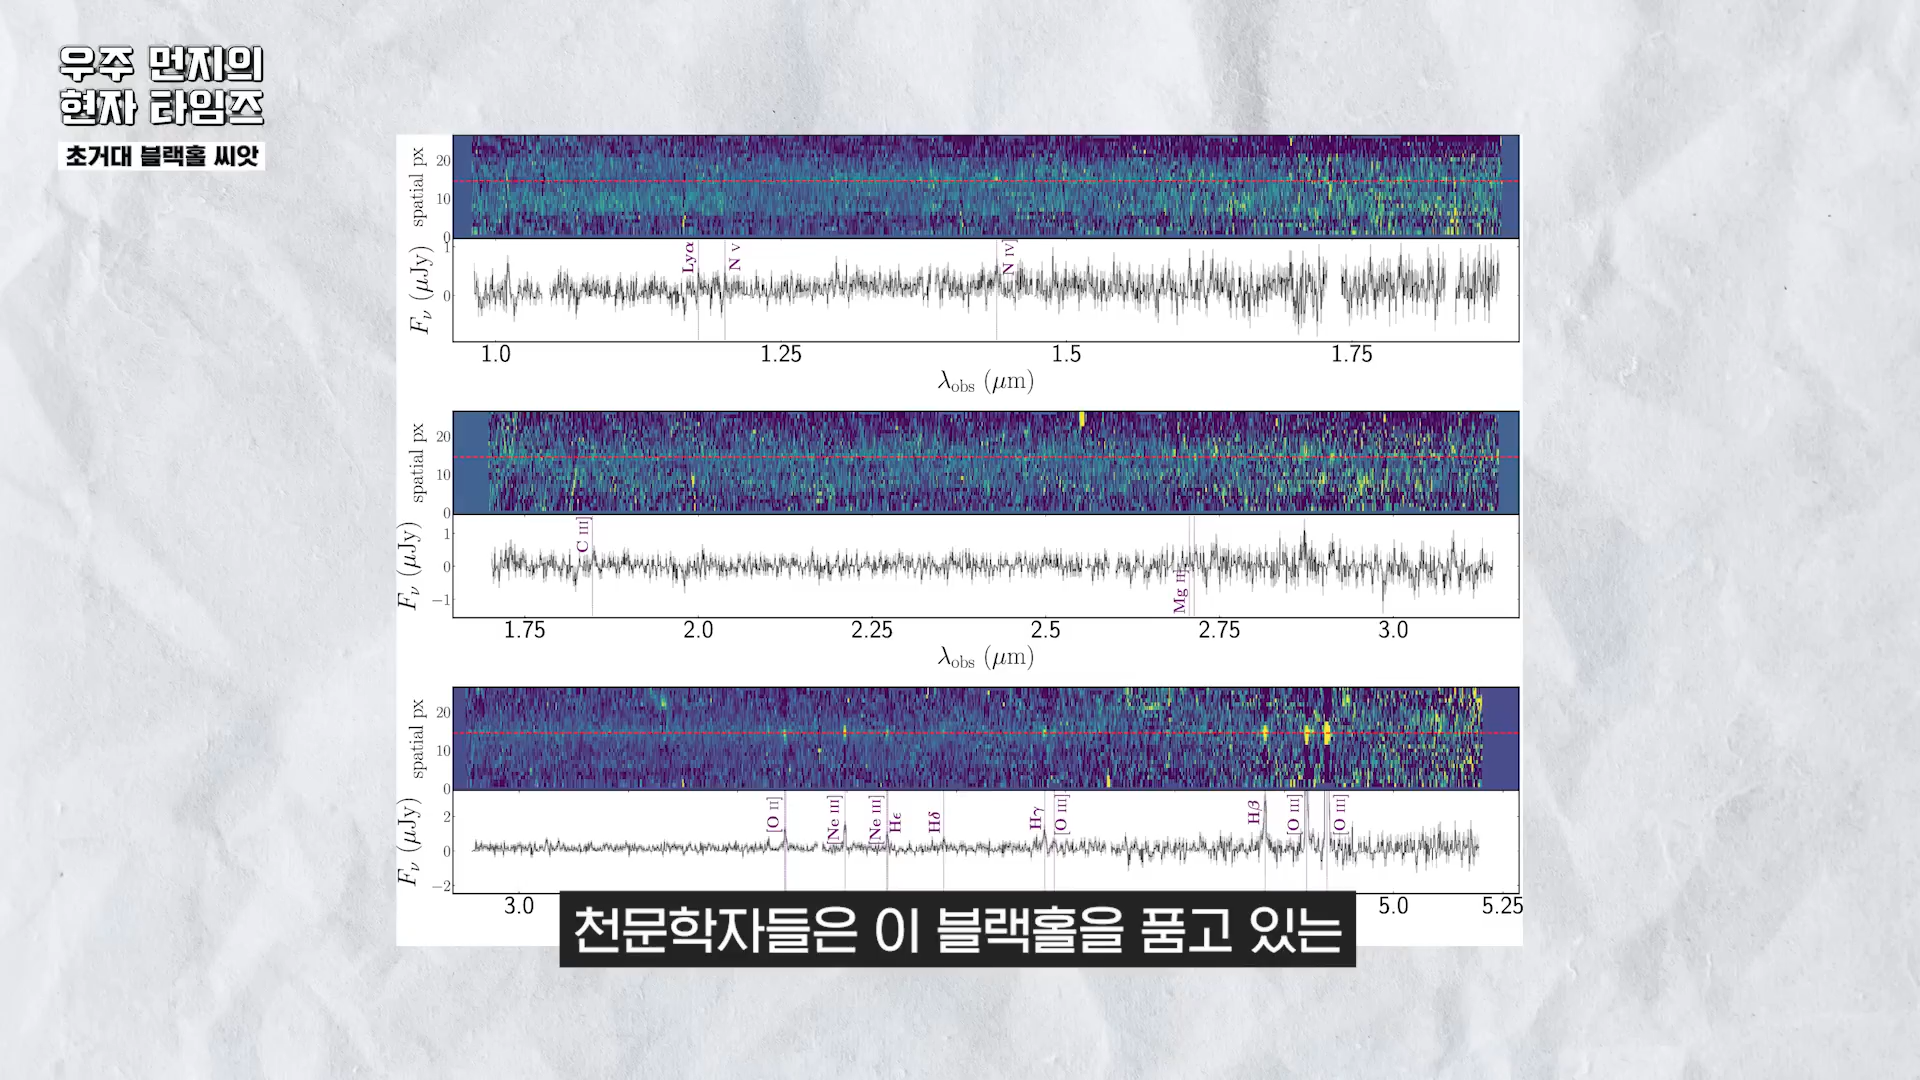 우주 먼지의
현자 타임즈
초거대 블랙홀 씨앗
spatial px
20
10
0
Lyα
N V
N IV]
F_ν (μJy)
1
0
1.0 1.25 1.5 1.75
λ_obs (μm)
spatial px
20
10
0
C III]
Mg II
F_ν (μJy)
1
0
−1
1.75 2.0 2.25 2.5 2.75 3.0
λ_obs (μm)
spatial px
20
10
0
[O II]
[Ne III]
[Ne III]
Hϵ
Hδ
Hγ
[O III]
Hβ
[O III]
[O III]
F_ν (μJy)
2
0
−2
3.0 5.0 5.25
천문학자들은 이 블랙홀을 품고 있는